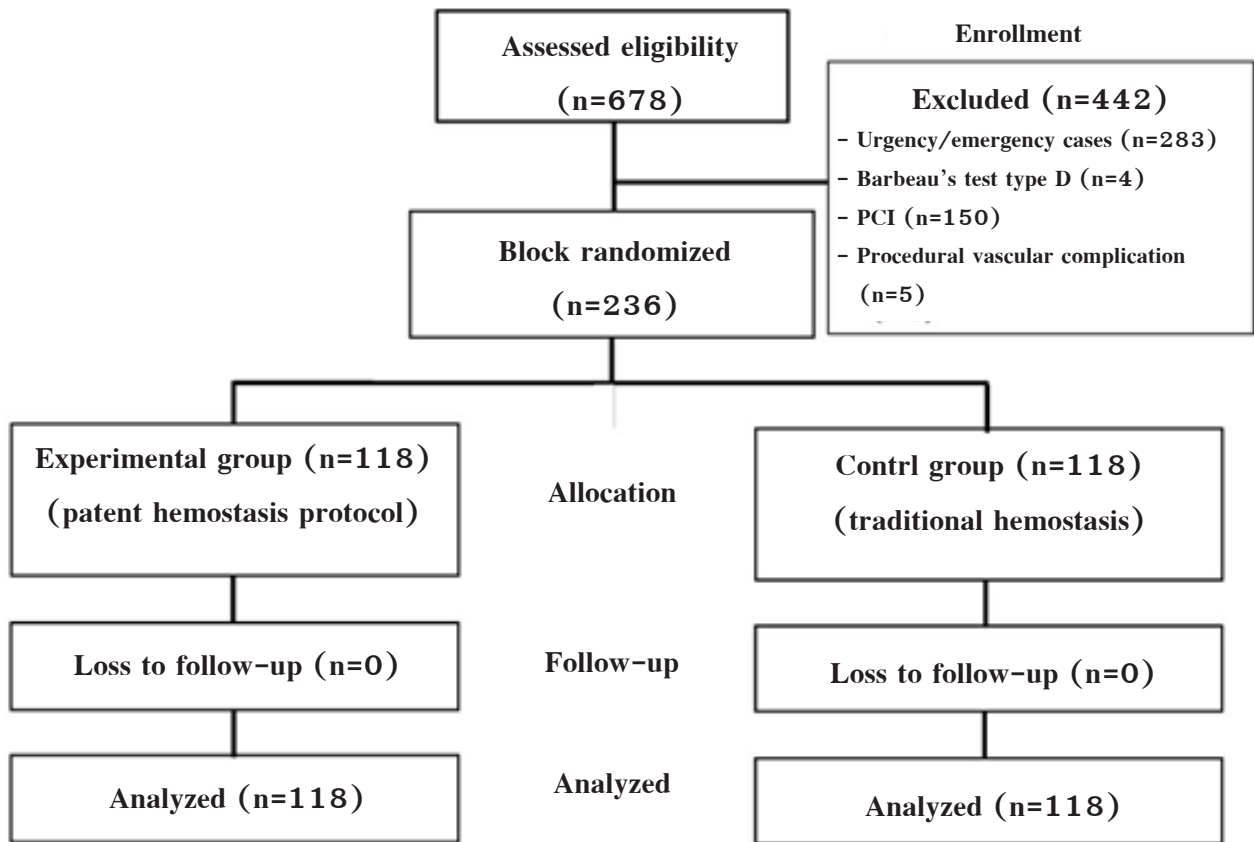 Assessed eligibility
(n=678)
Enrollment
Excluded (n=442)
- Urgency/emergency cases (n=283)
- Barbeau's test type D (n=4)
- PCI (n=150)
- Procedural vascular complication
(n=5)
Block randomized
(n=236)
Experimental group (n=118)
(patent hemostasis protocol)
Allocation
Contrl group (n=118)
(traditional hemostasis)
Loss to follow-up (n=0)
Follow-up
Loss to follow-up (n=0)
Analyzed (n=118)
Analyzed
Analyzed (n=118)